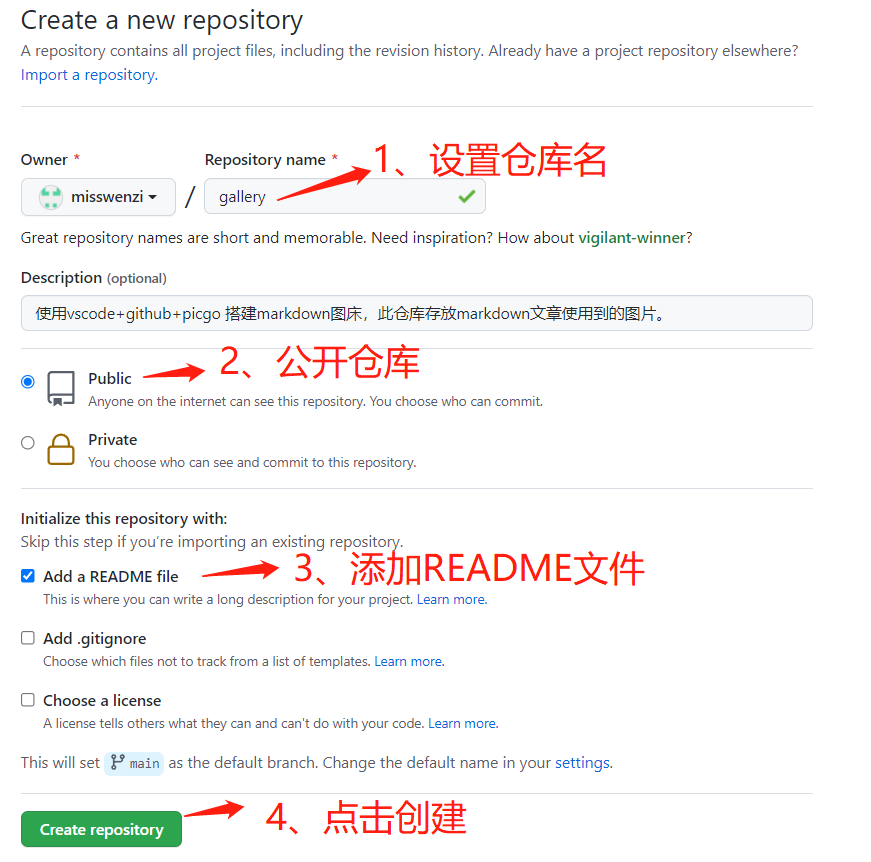 Create a new repository
A repository contains all project files, including the revision history. Already have a project repository elsewhere?
Import a repository.
Owner *
Repository name *
1、设置仓库名
misswenzi
/
gallery
Great repository names are short and memorable. Need inspiration? How about vigilant-winner?
Description (optional)
使用vscode+github+picgo 搭建markdown图床，此仓库存放markdown文章使用到的图片。
Public
2、公开仓库
Anyone on the internet can see this repository. You choose who can commit.
Private
You choose who can see and commit to this repository.
Initialize this repository with:
Skip this step if you’re importing an existing repository.
Add a README file
3、添加README文件
This is where you can write a long description for your project. Learn more.
Add .gitignore
Choose which files not to track from a list of templates. Learn more.
Choose a license
A license tells others what they can and can't do with your code. Learn more.
This will set main as the default branch. Change the default name in your settings.
Create repository
4、点击创建